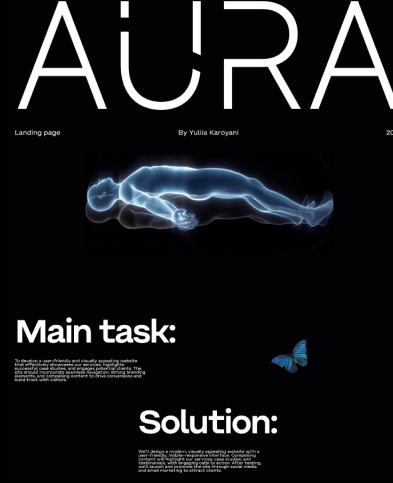 AURA
Landing page By Yuliia Karoyani 20
Main task:
To develop a user-friendly and visually appealing website
that effectively showcases our services, highlights
successful case studies, and engages potential clients. The
site should incorporate seamless navigation, strong branding
elements, and compelling content to drive conversions and
build trust with visitors.
Solution:
We'll design a modern, visually appealing website with a
user-friendly, mobile-responsive interface. Compelling
content will highlight our services, case studies, and
testimonials, with engaging calls to action. After testing,
we'll launch and promote the site through social media
and email marketing to attract clients.